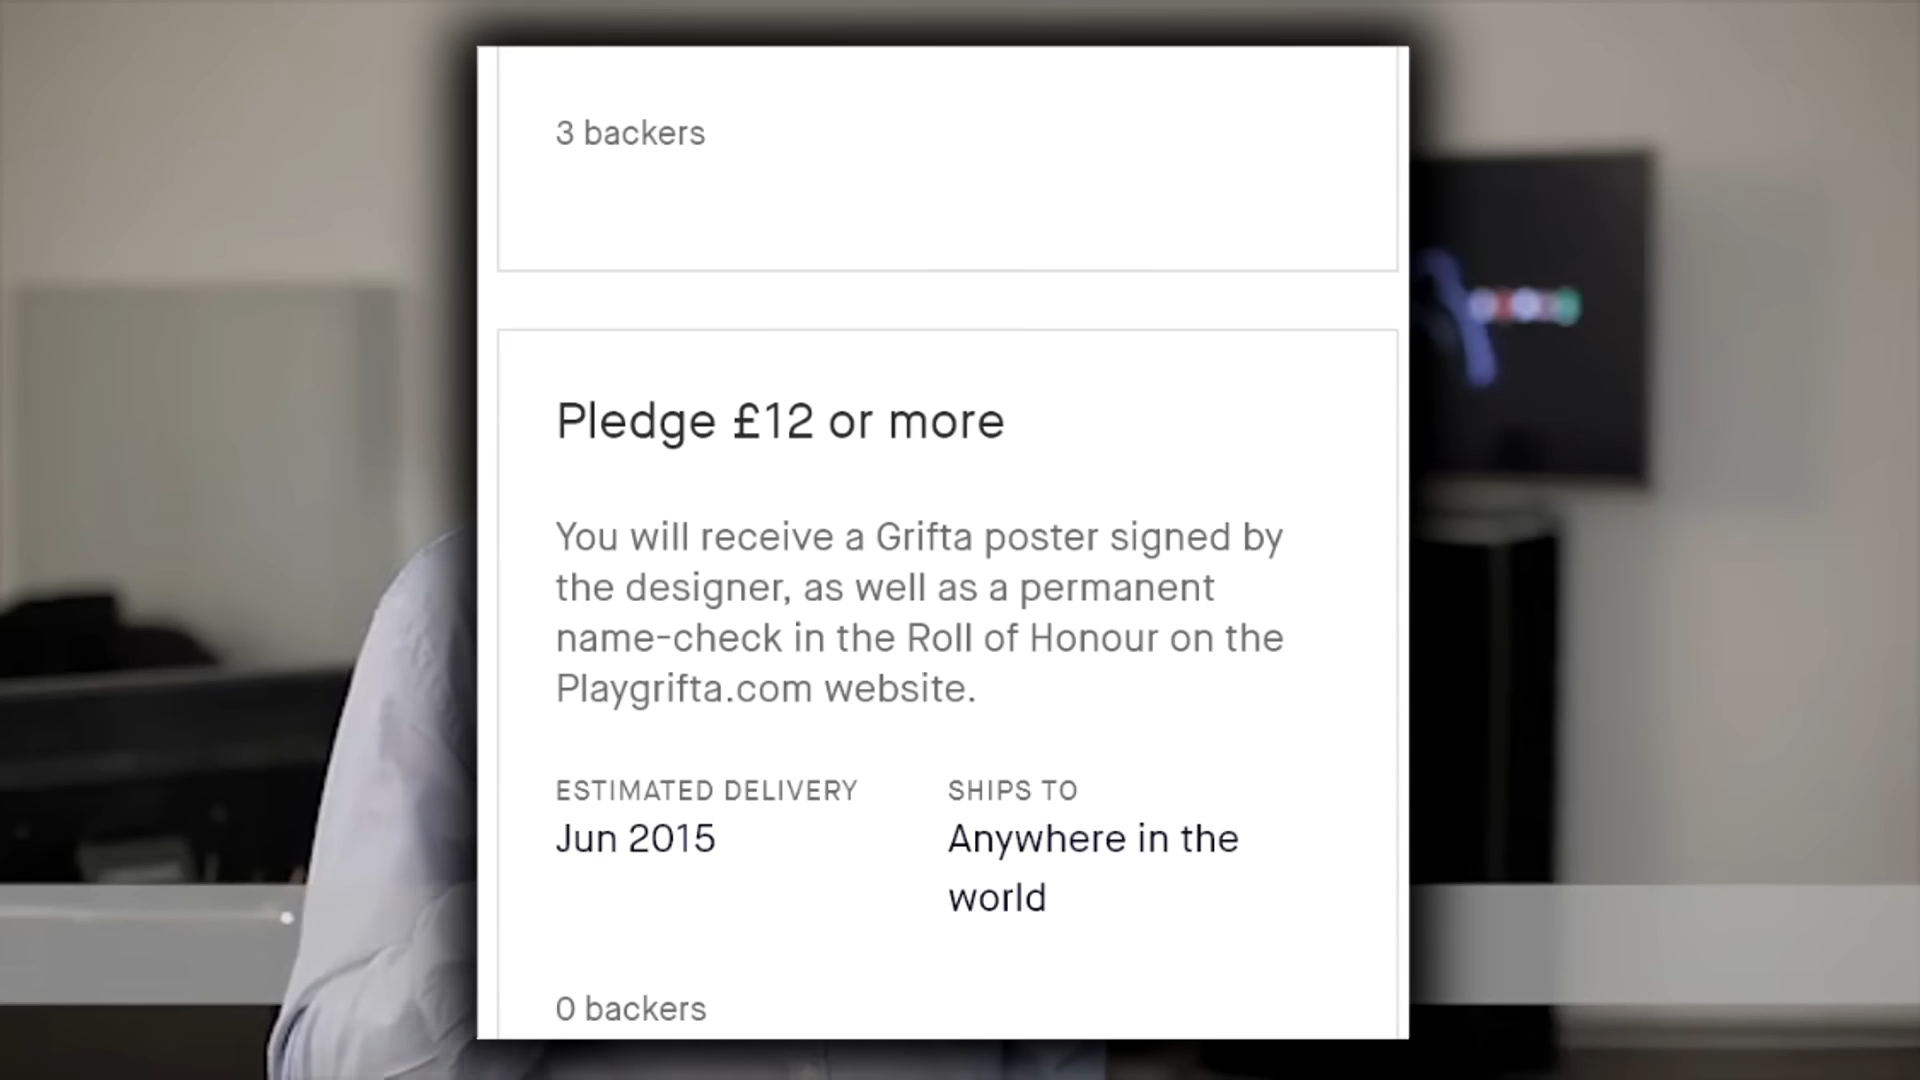 3 backers
Pledge £12 or more
You will receive a Grifta poster signed by
the designer, as well as a permanent
name-check in the Roll of Honour on the
Playgrifta.com website.
ESTIMATED DELIVERY
SHIPS TO
Jun 2015
Anywhere in the
world
0 backers